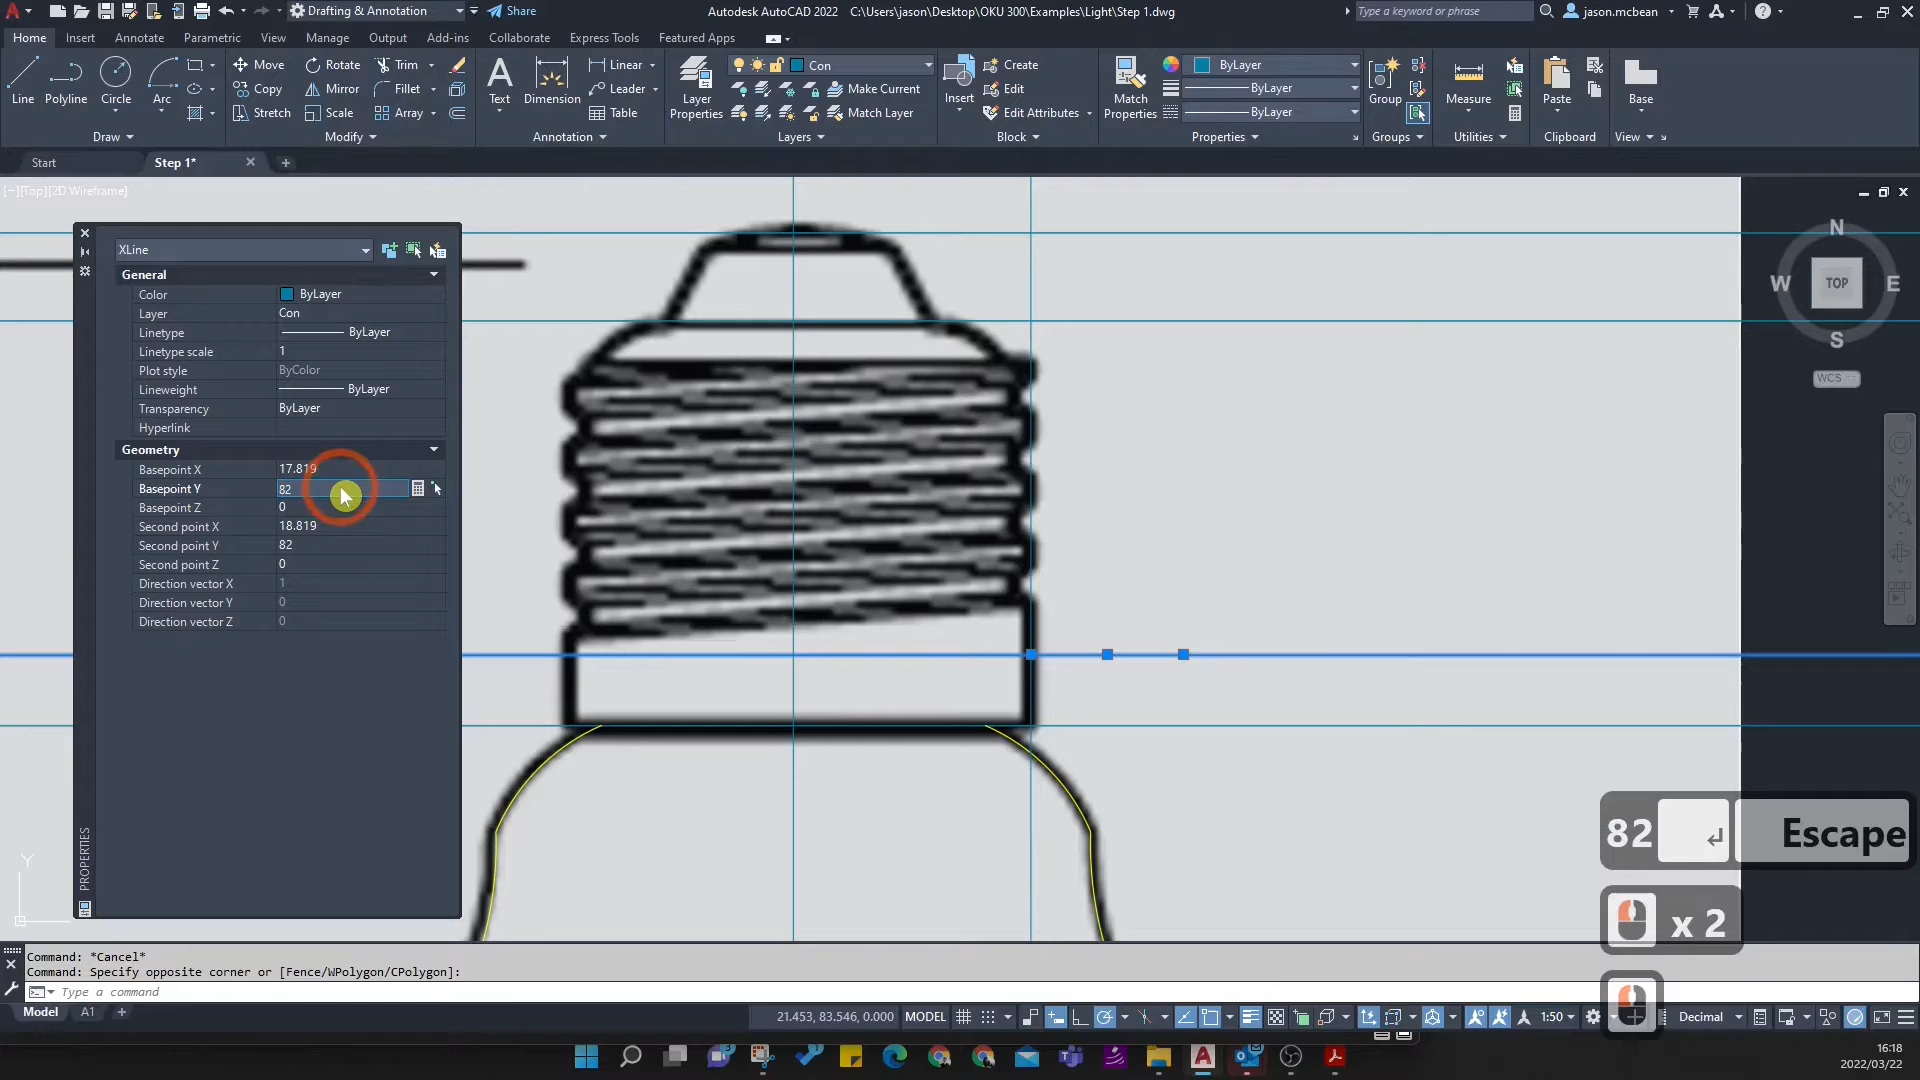 Drafting & Annotation
Share
Autodesk AutoCAD 2022 C:\Users\jason\Desktop\OKU 300\Examples\Light\Step 1.dwg
Type a keyword or phrase
jason.mcbean
Home Insert Annotate Parametric View Manage Output Add-ins Collaborate Express Tools Featured Apps
Line Polyline Circle Arc
Move Rotate Trim
Copy Mirror Fillet
Stretch Scale Array
Text Dimension
Linear
Leader
Table
Layer Properties
Con
Make Current
Match Layer
Insert
Create
Edit
Edit Attributes
Match Properties
ByLayer
ByLayer
ByLayer
Group
Measure
Paste
Base
Draw Modify Annotation Layers Block Properties Groups Utilities Clipboard View
Start Step 1*
[−][Top][2D Wireframe]
XLine
General
Color ByLayer
Layer Con
Linetype ByLayer
Linetype scale 1
Plot style ByColor
Lineweight ByLayer
Transparency ByLayer
Hyperlink
Geometry
Basepoint X 17.819
Basepoint Y 82
Basepoint Z 0
Second point X 18.819
Second point Y 82
Second point Z 0
Direction vector X 1
Direction vector Y 0
Direction vector Z 0
PROPERTIES
N
W TOP E
S
WCS
Y
82 Escape
x 2
Command: *Cancel*
Command: Specify opposite corner or [Fence/WPolygon/CPolygon]:
Type a command
Model A1 +
21.453, 83.546, 0.000 MODEL
1:50
Decimal
16:18
2022/03/22